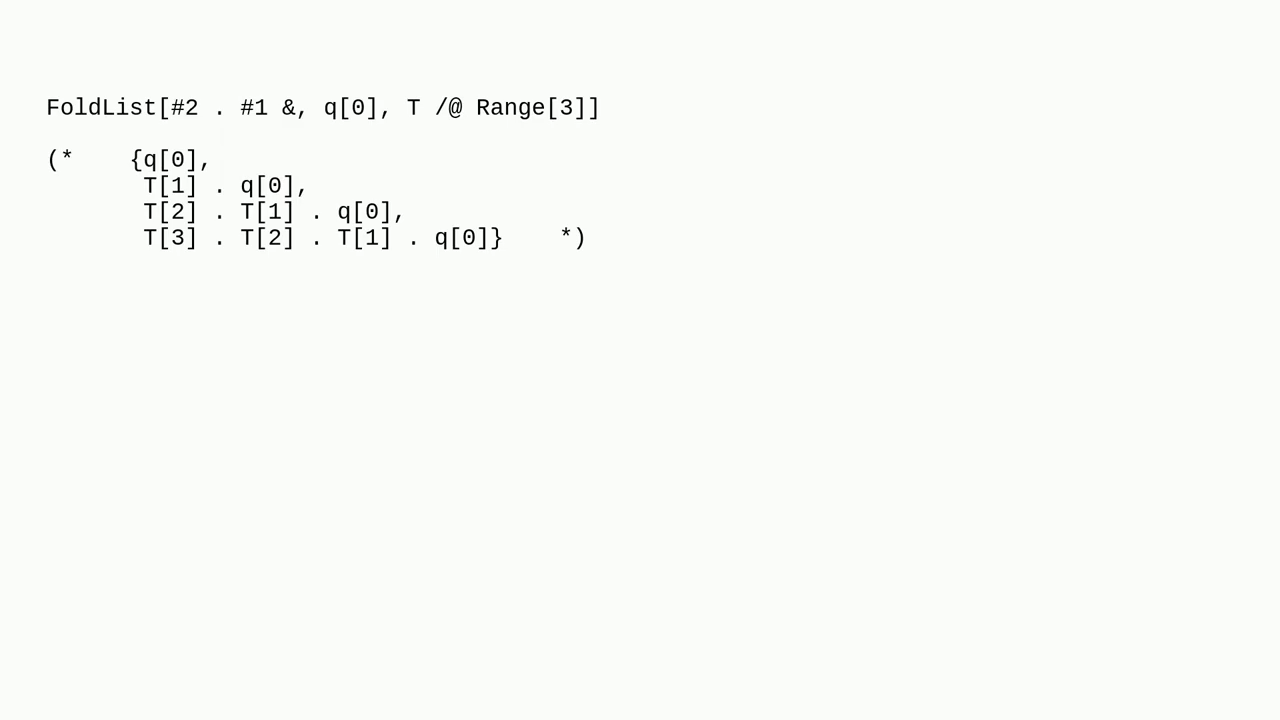 FoldList[#2 . #1 &, q[0], T /@ Range[3]]
(*    {q[0],
       T[1] . q[0],
       T[2] . T[1] . q[0],
       T[3] . T[2] . T[1] . q[0]}    *)